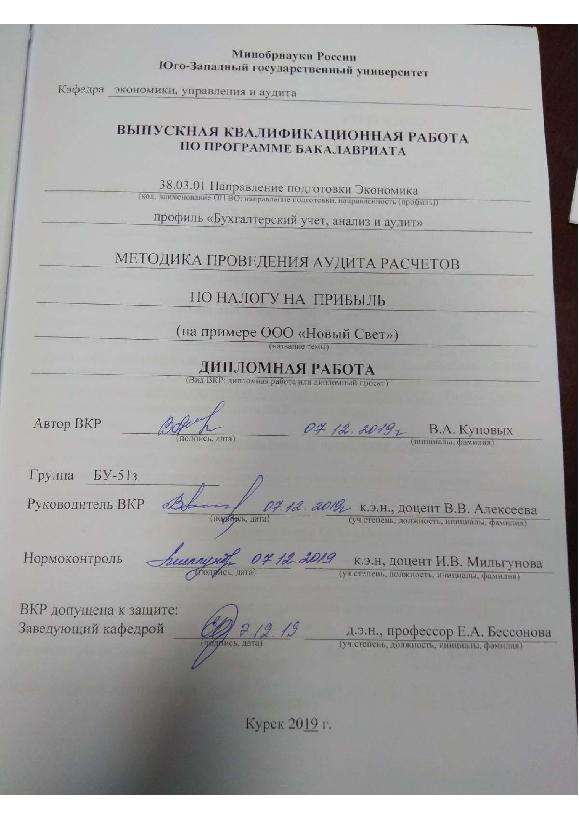 Минобрнауки России
Юго-Западный государственный университет
Кафедра экономики, управления и аудита
ВЫПУСКНАЯ КВАЛИФИКАЦИОННАЯ РАБОТА
ПО ПРОГРАММЕ БАКАЛАВРИАТА
38.03.01 Направление подготовки Экономика
(код, наименование ОП ВО: направление подготовки, направленность (профиль))
профиль «Бухгалтерский учет, анализ и аудит»
МЕТОДИКА ПРОВЕДЕНИЯ АУДИТА РАСЧЕТОВ
ПО НАЛОГУ НА ПРИБЫЛЬ
(на примере ООО «Новый Свет»)
(название темы)
ДИПЛОМНАЯ РАБОТА
(Вид ВКР: дипломная работа или дипломный проект)
Автор ВКР 07.12.2019г В.А. Куповых
(подпись, дата) (инициалы, фамилия)
Группа БУ-51з
Руководитель ВКР 07.12.2019г к.э.н., доцент В.В. Алексеева
(подпись, дата) (уч.степень, должность, инициалы, фамилия)
Нормоконтроль 07.12.2019 к.э.н, доцент И.В. Мильгунова
(подпись, дата) (уч.степень, должность, инициалы, фамилия)
ВКР допущена к защите:
Заведующий кафедрой 7.12.19 д.э.н., профессор Е.А. Бессонова
(подпись, дата) (уч.степень, должность, инициалы, фамилия)
Курск 2019 г.